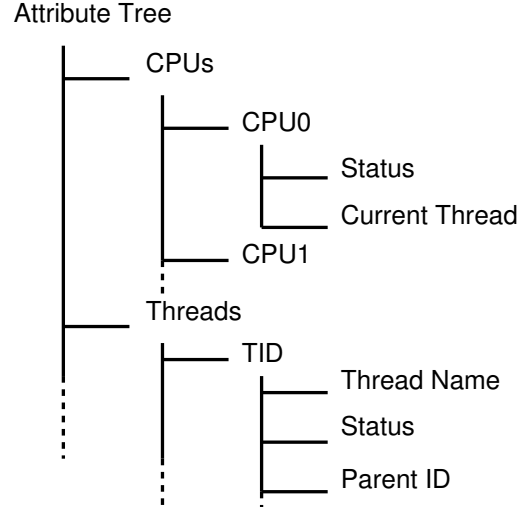 Attribute Tree
CPUs
CPU0
Status
Current Thread
CPU1
Threads
TID
Thread Name
Status
Parent ID